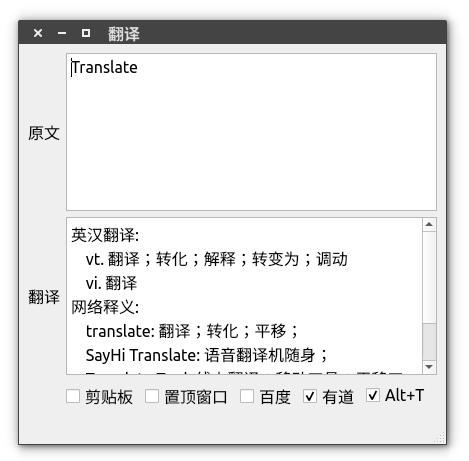 翻译
原文
Translate
翻译
英汉翻译:
vt. 翻译；转化；解释；转变为；调动
vi. 翻译
网络释义:
translate: 翻译；转化；平移；
SayHi Translate: 语音翻译机随身；
剪贴板
置顶窗口
百度
有道
Alt+T